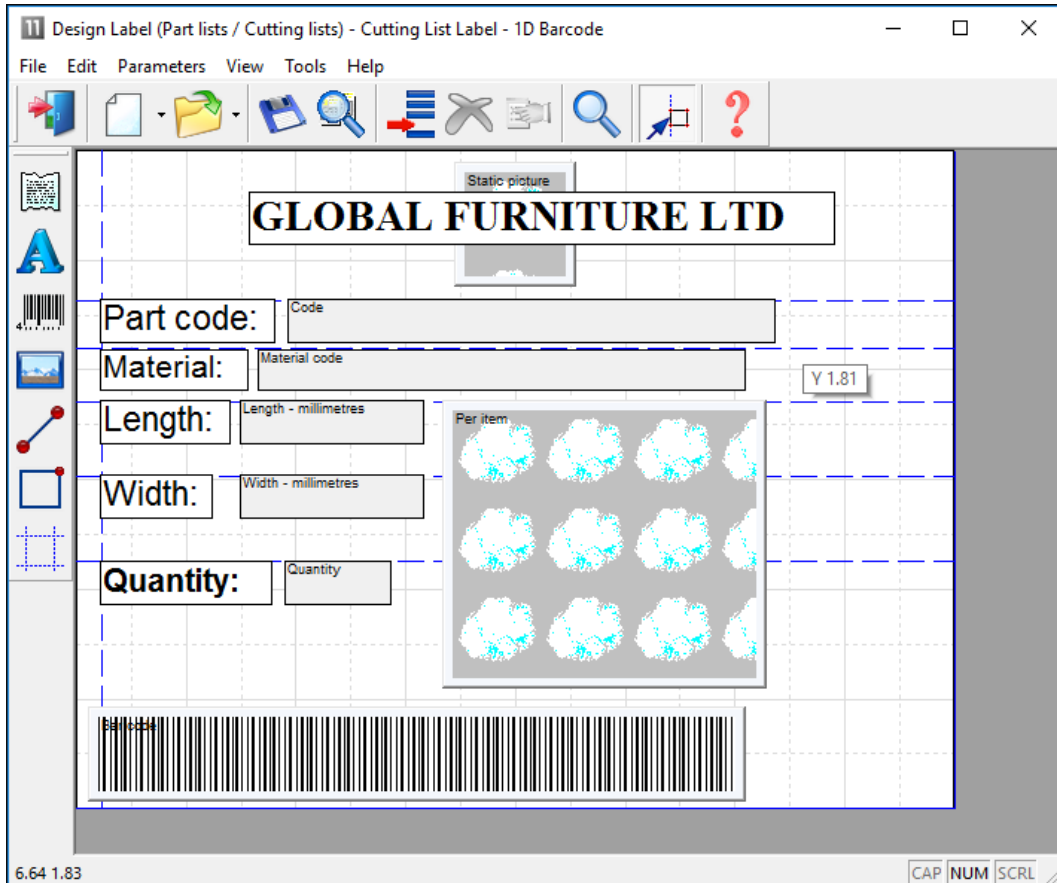 Design Label (Part lists / Cutting lists) - Cutting List Label - 1D Barcode
File Edit Parameters View Tools Help
Static picture
GLOBAL FURNITURE LTD
Part code: Code
Material: Material code
Y 1.81
Length: Length - millimetres
Per item
Width: Width - millimetres
Quantity: Quantity
Bar code
6.64 1.83
CAP NUM SCRL